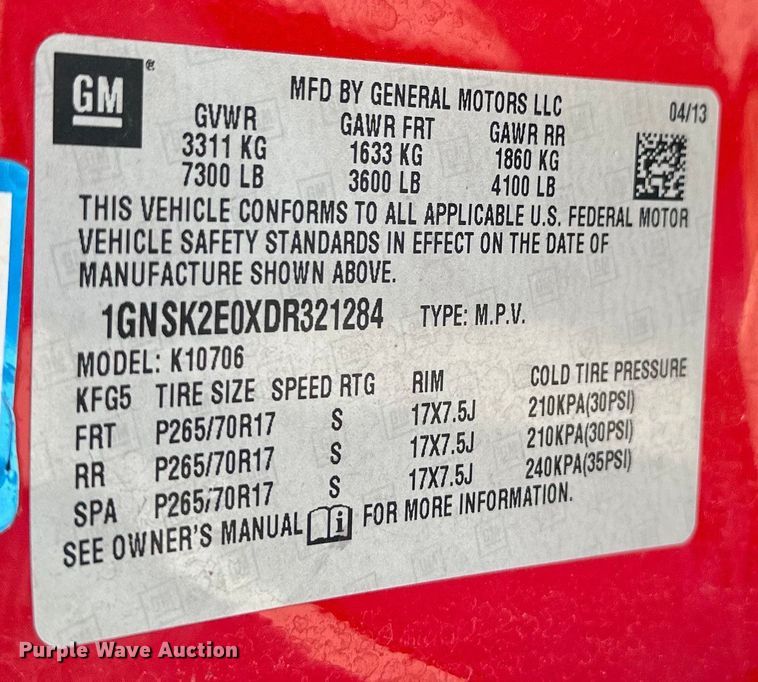 GM®
MFD BY GENERAL MOTORS LLC 04/13
GVWR GAWR FRT GAWR RR
3311 KG 1633 KG 1860 KG
7300 LB 3600 LB 4100 LB
THIS VEHICLE CONFORMS TO ALL APPLICABLE U.S. FEDERAL MOTOR
VEHICLE SAFETY STANDARDS IN EFFECT ON THE DATE OF
MANUFACTURE SHOWN ABOVE.
1GNSK2E0XDR321284 TYPE: M.P.V.
MODEL: K10706
KFG5 TIRE SIZE SPEED RTG RIM COLD TIRE PRESSURE
FRT P265/70R17 S 17X7.5J 210KPA(30PSI)
RR P265/70R17 S 17X7.5J 210KPA(30PSI)
SPA P265/70R17 S 17X7.5J 240KPA(35PSI)
SEE OWNER'S MANUAL i FOR MORE INFORMATION.
Purple Wave Auction